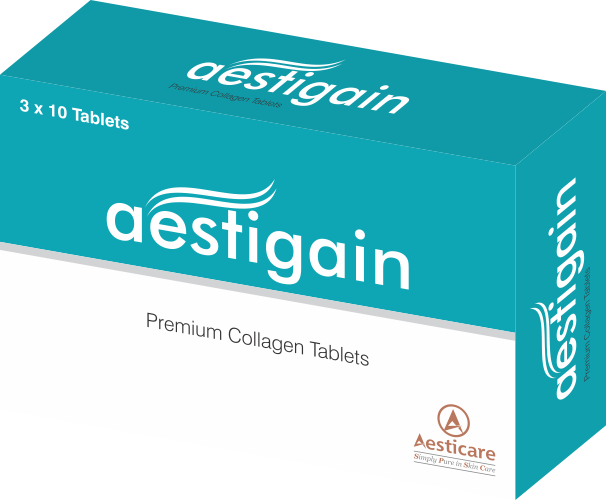 aestigain
Premium Collagen Tablets
3 x 10 Tablets
aestigain
Premium Collagen Tablets
aestigain
Premium Collagen Tablets
Aesticare
Simply Pure in Skin Care